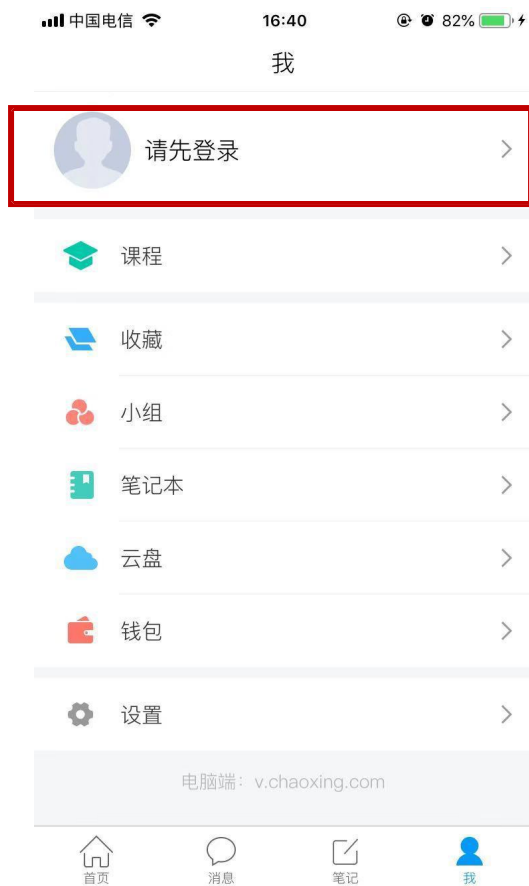 中国电信 16:40 82%
我
请先登录
课程
收藏
小组
笔记本
云盘
钱包
设置
电脑端：v.chaoxing.com
首页 消息 笔记 我